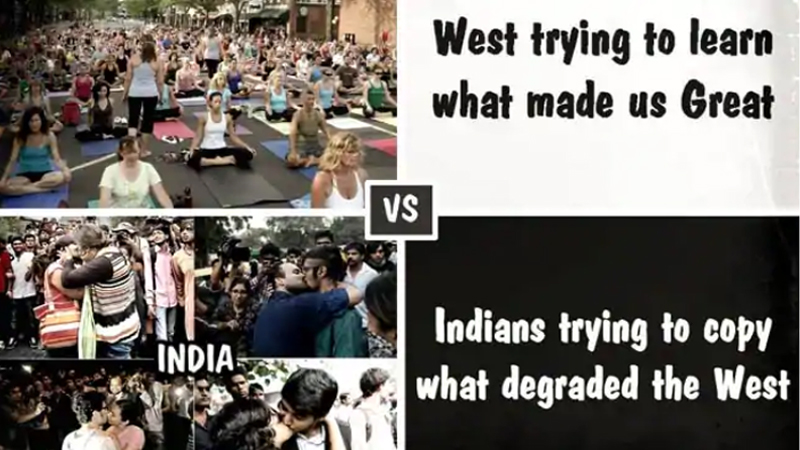 West trying to learn
what made us Great
VS
INDIA
Indians trying to copy
what degraded the West